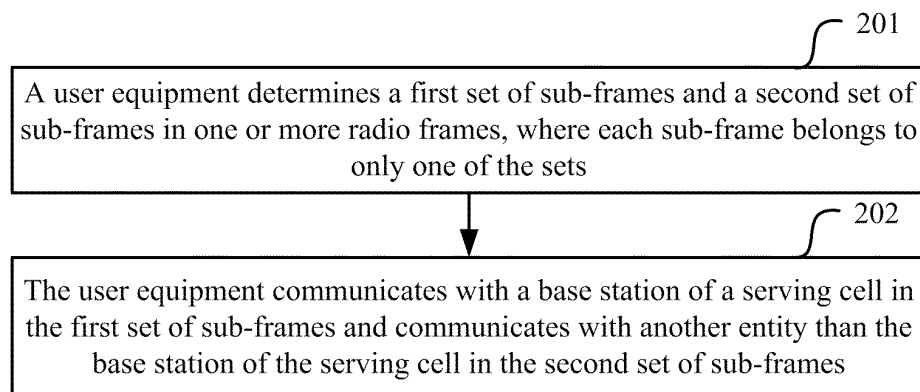 201
A user equipment determines a first set of sub-frames and a second set of
sub-frames in one or more radio frames, where each sub-frame belongs to
only one of the sets
202
The user equipment communicates with a base station of a serving cell in
the first set of sub-frames and communicates with another entity than the
base station of the serving cell in the second set of sub-frames